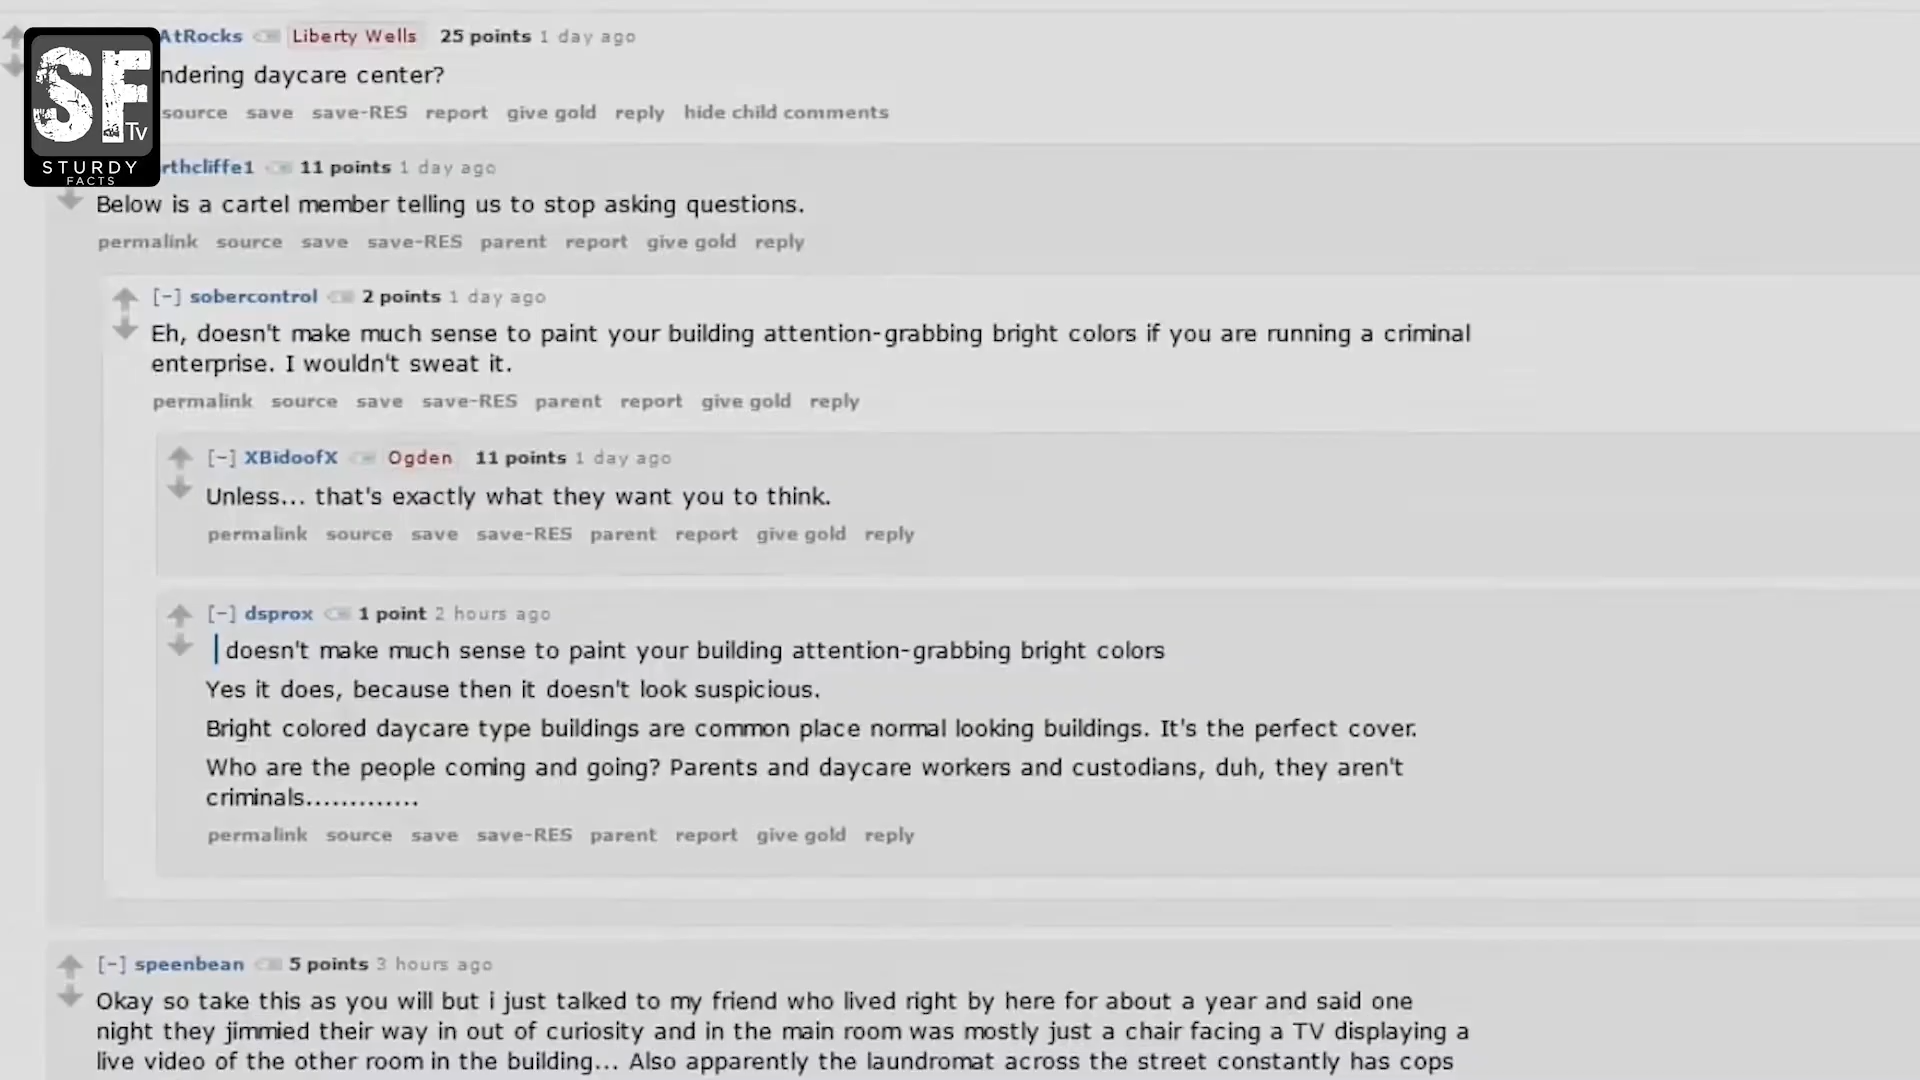 AtRocks Liberty Wells 25 points 1 day ago
ndering daycare center?
source save save-RES report give gold reply hide child comments
SF Tv
STURDY
FACTS
rthcliffe1 11 points 1 day ago
Below is a cartel member telling us to stop asking questions.
permalink source save save-RES parent report give gold reply
[-] sobercontrol 2 points 1 day ago
Eh, doesn't make much sense to paint your building attention-grabbing bright colors if you are running a criminal
enterprise. I wouldn't sweat it.
permalink source save save-RES parent report give gold reply
[-] XBidoofX Ogden 11 points 1 day ago
Unless... that's exactly what they want you to think.
permalink source save save-RES parent report give gold reply
[-] dsprox 1 point 2 hours ago
doesn't make much sense to paint your building attention-grabbing bright colors
Yes it does, because then it doesn't look suspicious.
Bright colored daycare type buildings are common place normal looking buildings. It's the perfect cover.
Who are the people coming and going? Parents and daycare workers and custodians, duh, they aren't
criminals.............
permalink source save save-RES parent report give gold reply
[-] speenbean 5 points 3 hours ago
Okay so take this as you will but i just talked to my friend who lived right by here for about a year and said one
night they jimmied their way in out of curiosity and in the main room was mostly just a chair facing a TV displaying a
live video of the other room in the building... Also apparently the laundromat across the street constantly has cops